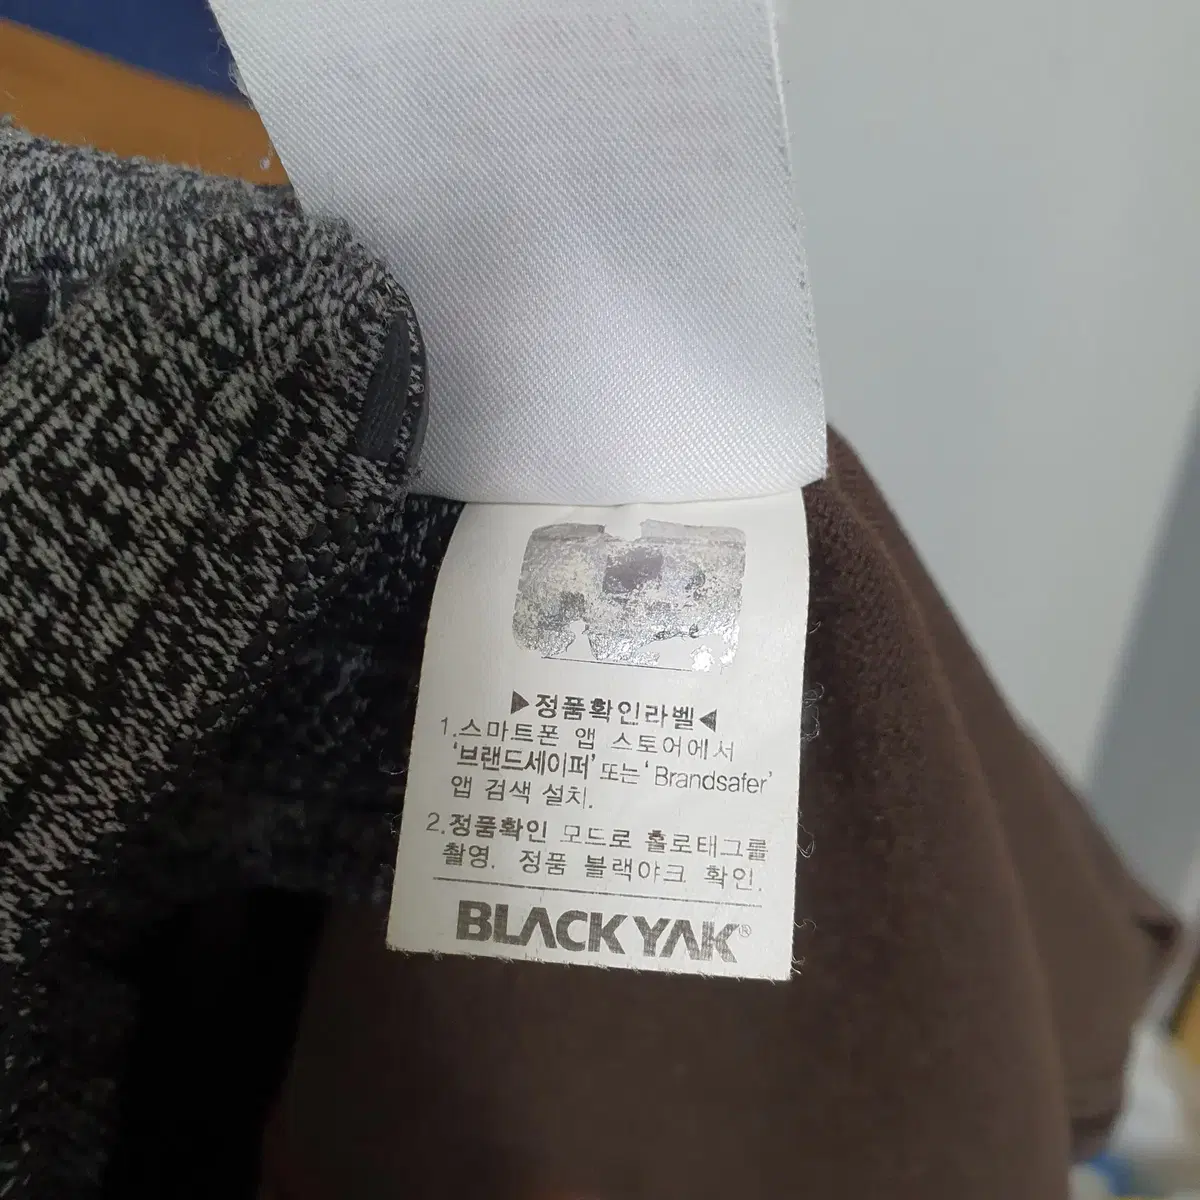 ▶정품확인라벨◀
1.스마트폰 앱 스토어에서
'브랜드세이퍼' 또는 'Brandsafer'
앱 검색 설치.
2.정품확인 모드로 홀로태그를
촬영. 정품 블랙야크 확인.
BLACKYAK®